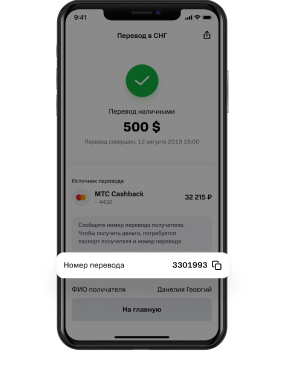 9:41
Перевод в СНГ
Перевод наличными
500 $
Перевод совершен, 12 августа 2019 16:00
Источник перевода
МТС Cashback
·· 4432
32 215 ₽
Сообщите номер перевода получателю.
Чтобы получить деньги, потребуется
паспорт получателя и номер перевода
Номер перевода 3301993
ФИО получателя Данелия Георгий
На главную